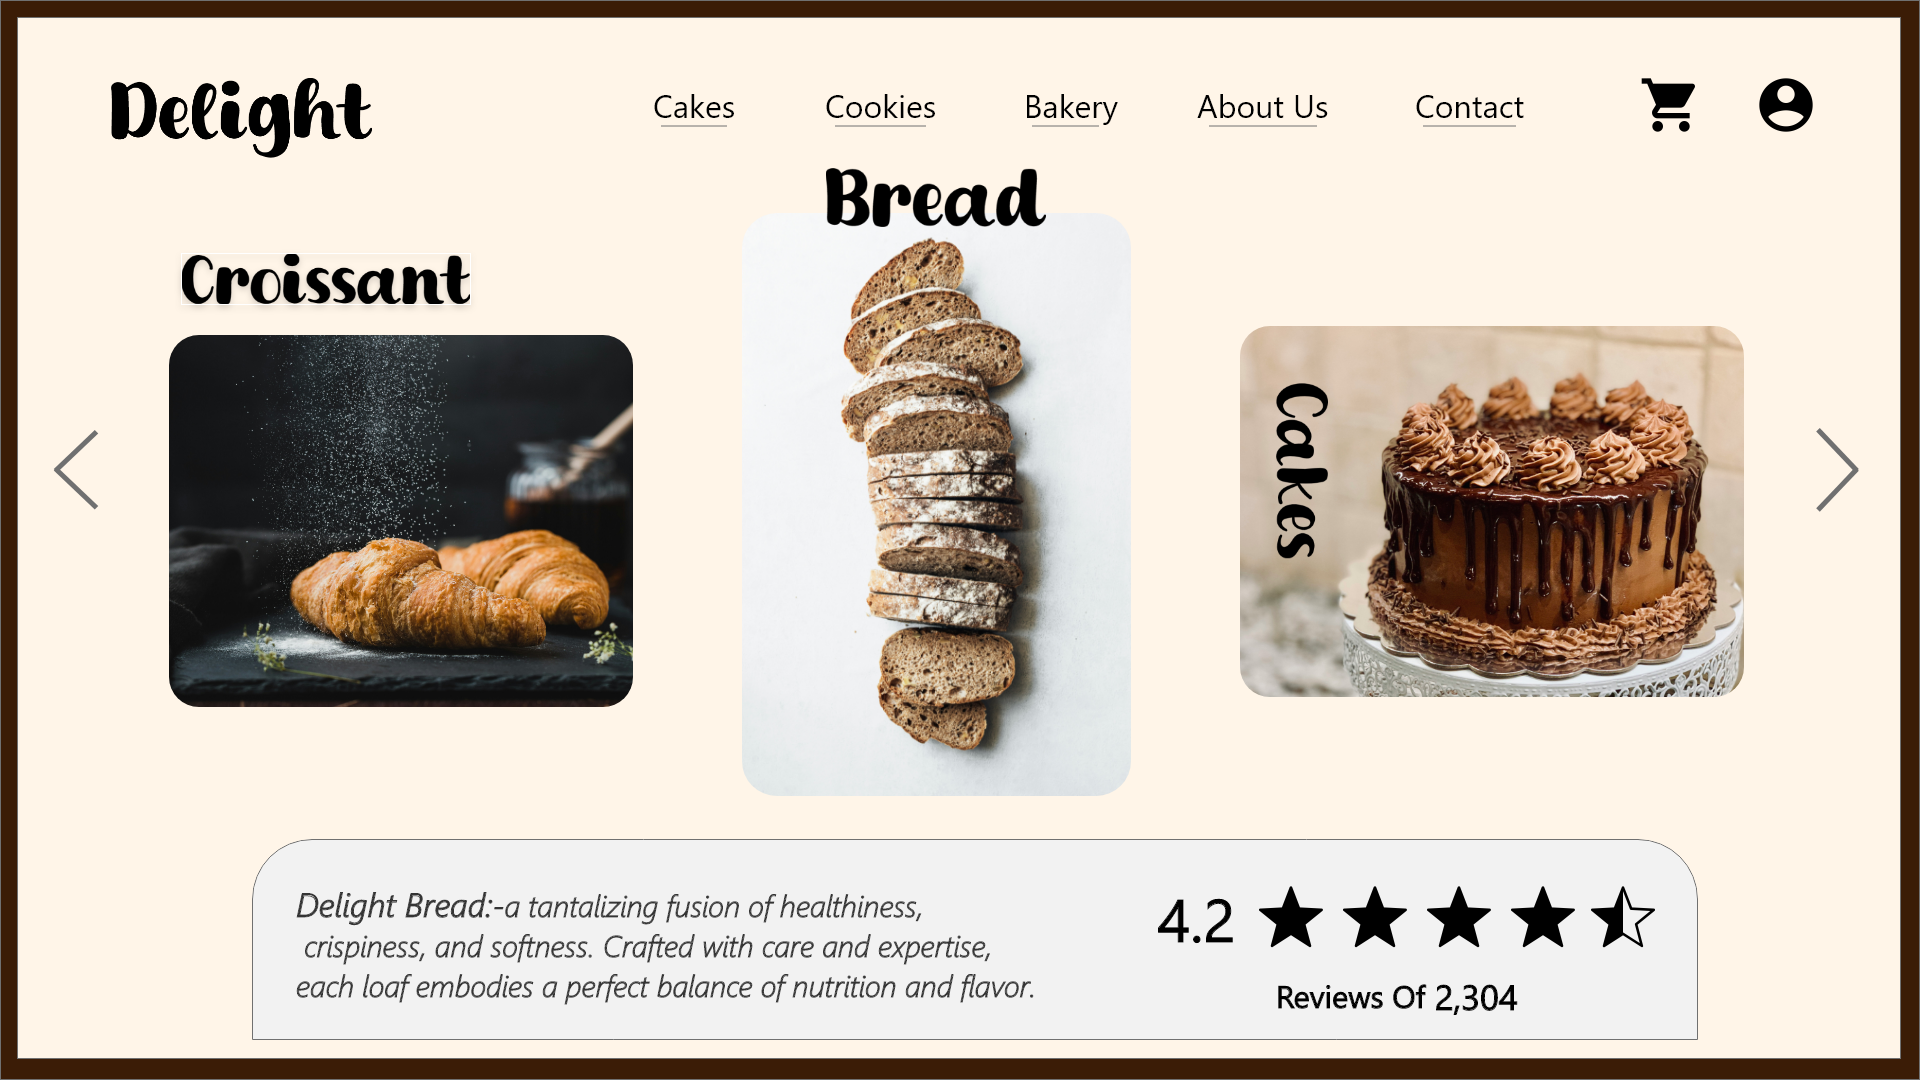 Delight
Cakes
Cookies
Bakery
About Us
Contact
Bread
Croissant
Cakes
Delight Bread:-a tantalizing fusion of healthiness,
crispiness, and softness. Crafted with care and expertise,
each loaf embodies a perfect balance of nutrition and flavor.
4.2
Reviews Of 2,304